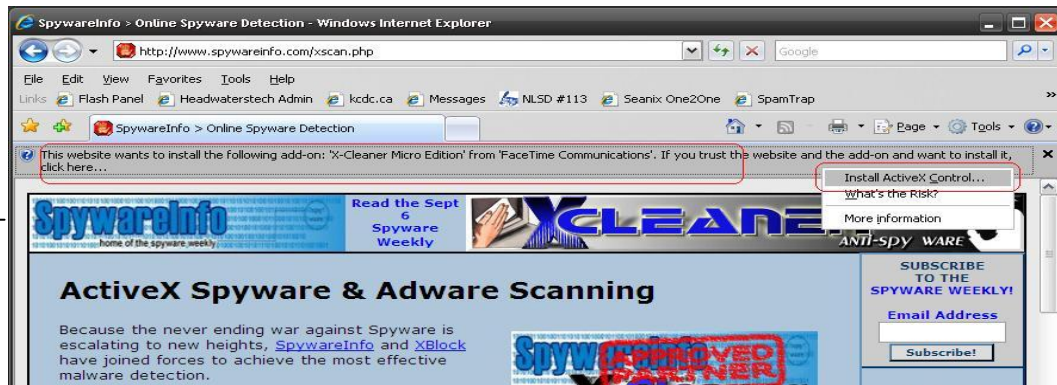 SpywareInfo > Online Spyware Detection - Windows Internet Explorer
http://www.spywareinfo.com/xscan.php
Google
File Edit View Favorites Tools Help
Links Flash Panel Headwaterstech Admin kcdc.ca Messages NLSD #113 Seanix One2One SpamTrap »
SpywareInfo > Online Spyware Detection
Page Tools
This website wants to install the following add-on: 'X-Cleaner Micro Edition' from 'FaceTime Communications'. If you trust the website and the add-on and want to install it,
click here...
Install ActiveX Control...
What's the Risk?
More information
SpywareInfo
home of the spyware weekly
Read the Sept
6
Spyware
Weekly
XCLEANE
ANTI-SPY WARE
ActiveX Spyware & Adware Scanning
Because the never ending war against Spyware is
escalating to new heights, SpywareInfo and XBlock
have joined forces to achieve the most effective
malware detection.
APPROVED
PARTNER
SUBSCRIBE
TO THE
SPYWARE WEEKLY!
Email Address
Subscribe!